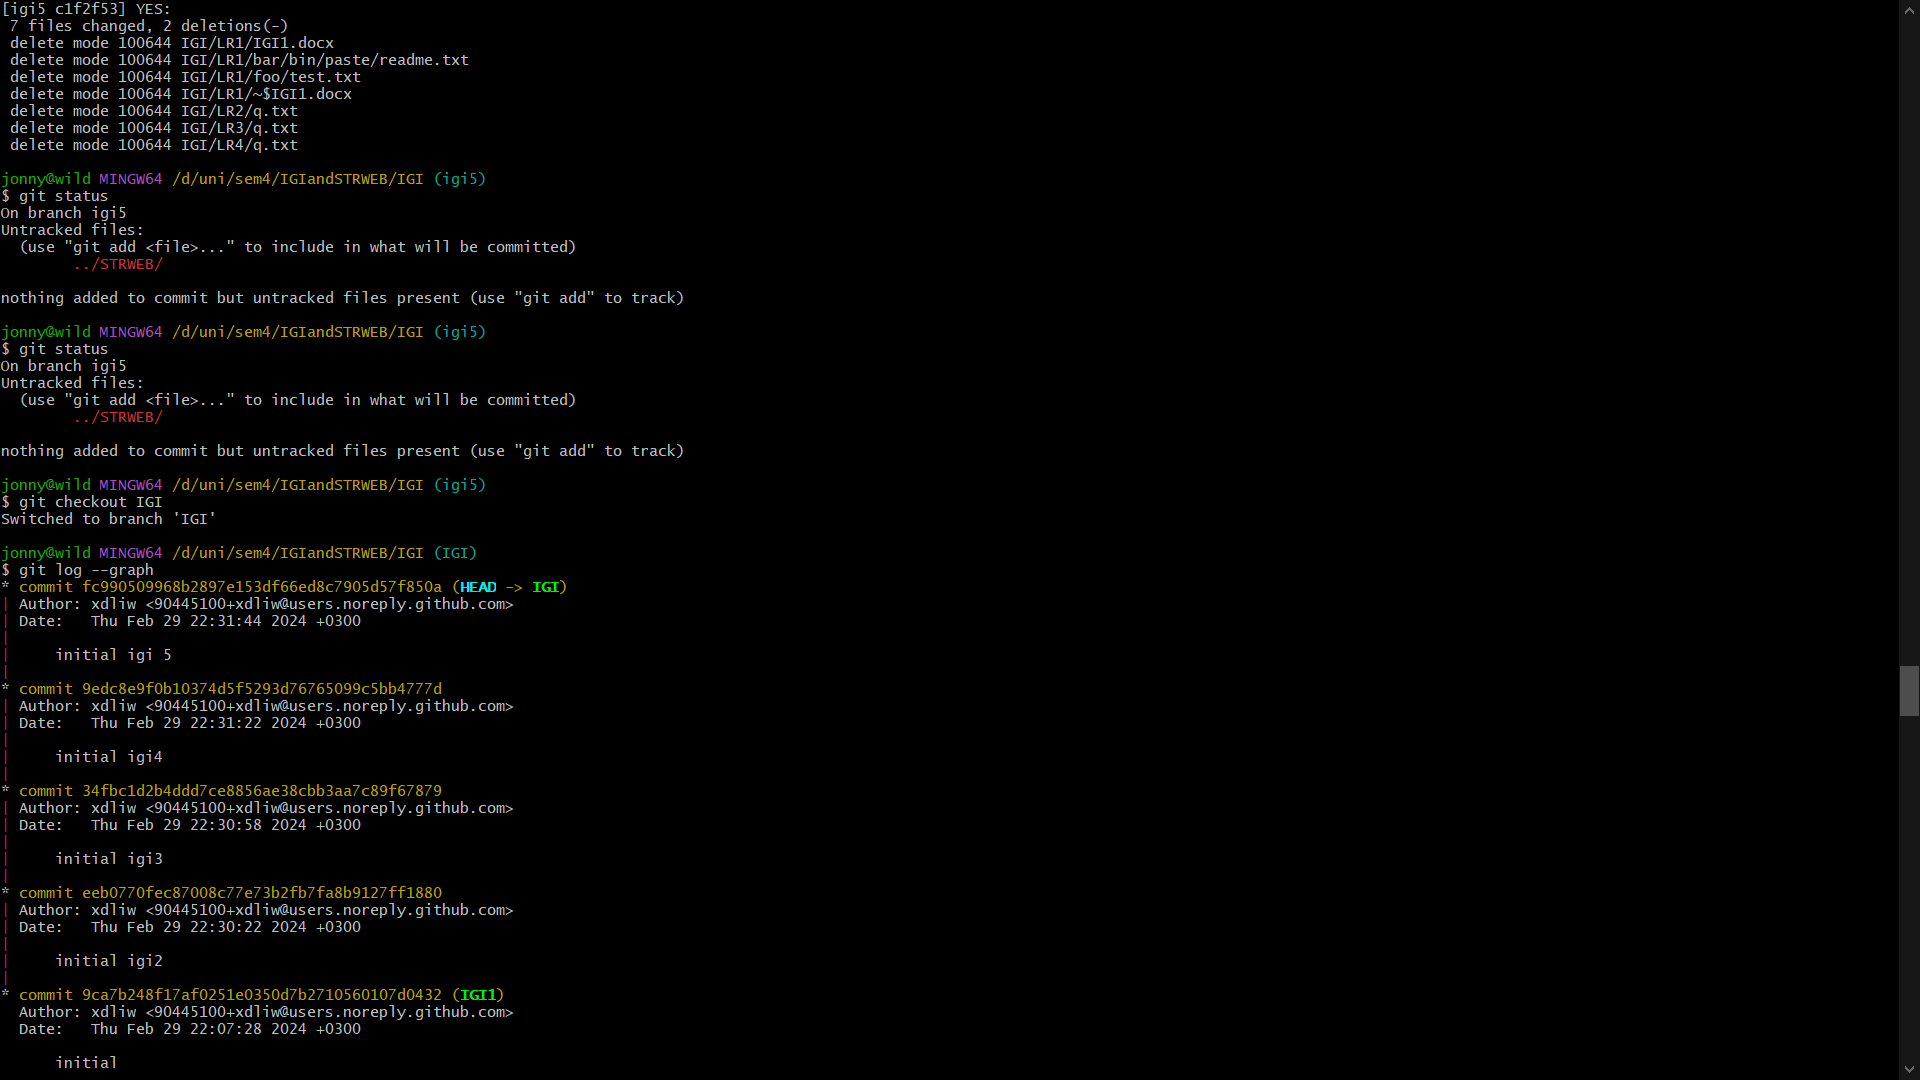 [igi5 c1f2f53] YES:
 7 files changed, 2 deletions(-)
 delete mode 100644 IGI/LR1/IGI1.docx
 delete mode 100644 IGI/LR1/bar/bin/paste/readme.txt
 delete mode 100644 IGI/LR1/foo/test.txt
 delete mode 100644 IGI/LR1/~$IGI1.docx
 delete mode 100644 IGI/LR2/q.txt
 delete mode 100644 IGI/LR3/q.txt
 delete mode 100644 IGI/LR4/q.txt

jonny@wild MINGW64 /d/uni/sem4/IGIandSTRWEB/IGI (igi5)
$ git status
On branch igi5
Untracked files:
  (use "git add <file>..." to include in what will be committed)
        ../STRWEB/

nothing added to commit but untracked files present (use "git add" to track)

jonny@wild MINGW64 /d/uni/sem4/IGIandSTRWEB/IGI (igi5)
$ git status
On branch igi5
Untracked files:
  (use "git add <file>..." to include in what will be committed)
        ../STRWEB/

nothing added to commit but untracked files present (use "git add" to track)

jonny@wild MINGW64 /d/uni/sem4/IGIandSTRWEB/IGI (igi5)
$ git checkout IGI
Switched to branch 'IGI'

jonny@wild MINGW64 /d/uni/sem4/IGIandSTRWEB/IGI (IGI)
$ git log --graph
* commit fc990509968b2897e153df66ed8c7905d57f850a (HEAD -> IGI)
| Author: xdliw <90445100+xdliw@users.noreply.github.com>
| Date:   Thu Feb 29 22:31:44 2024 +0300
|
|     initial igi 5
|
* commit 9edc8e9f0b10374d5f5293d76765099c5bb4777d
| Author: xdliw <90445100+xdliw@users.noreply.github.com>
| Date:   Thu Feb 29 22:31:22 2024 +0300
|
|     initial igi4
|
* commit 34fbc1d2b4ddd7ce8856ae38cbb3aa7c89f67879
| Author: xdliw <90445100+xdliw@users.noreply.github.com>
| Date:   Thu Feb 29 22:30:58 2024 +0300
|
|     initial igi3
|
* commit eeb0770fec87008c77e73b2fb7fa8b9127ff1880
| Author: xdliw <90445100+xdliw@users.noreply.github.com>
| Date:   Thu Feb 29 22:30:22 2024 +0300
|
|     initial igi2
|
* commit 9ca7b248f17af0251e0350d7b2710560107d0432 (IGI1)
  Author: xdliw <90445100+xdliw@users.noreply.github.com>
  Date:   Thu Feb 29 22:07:28 2024 +0300

      initial